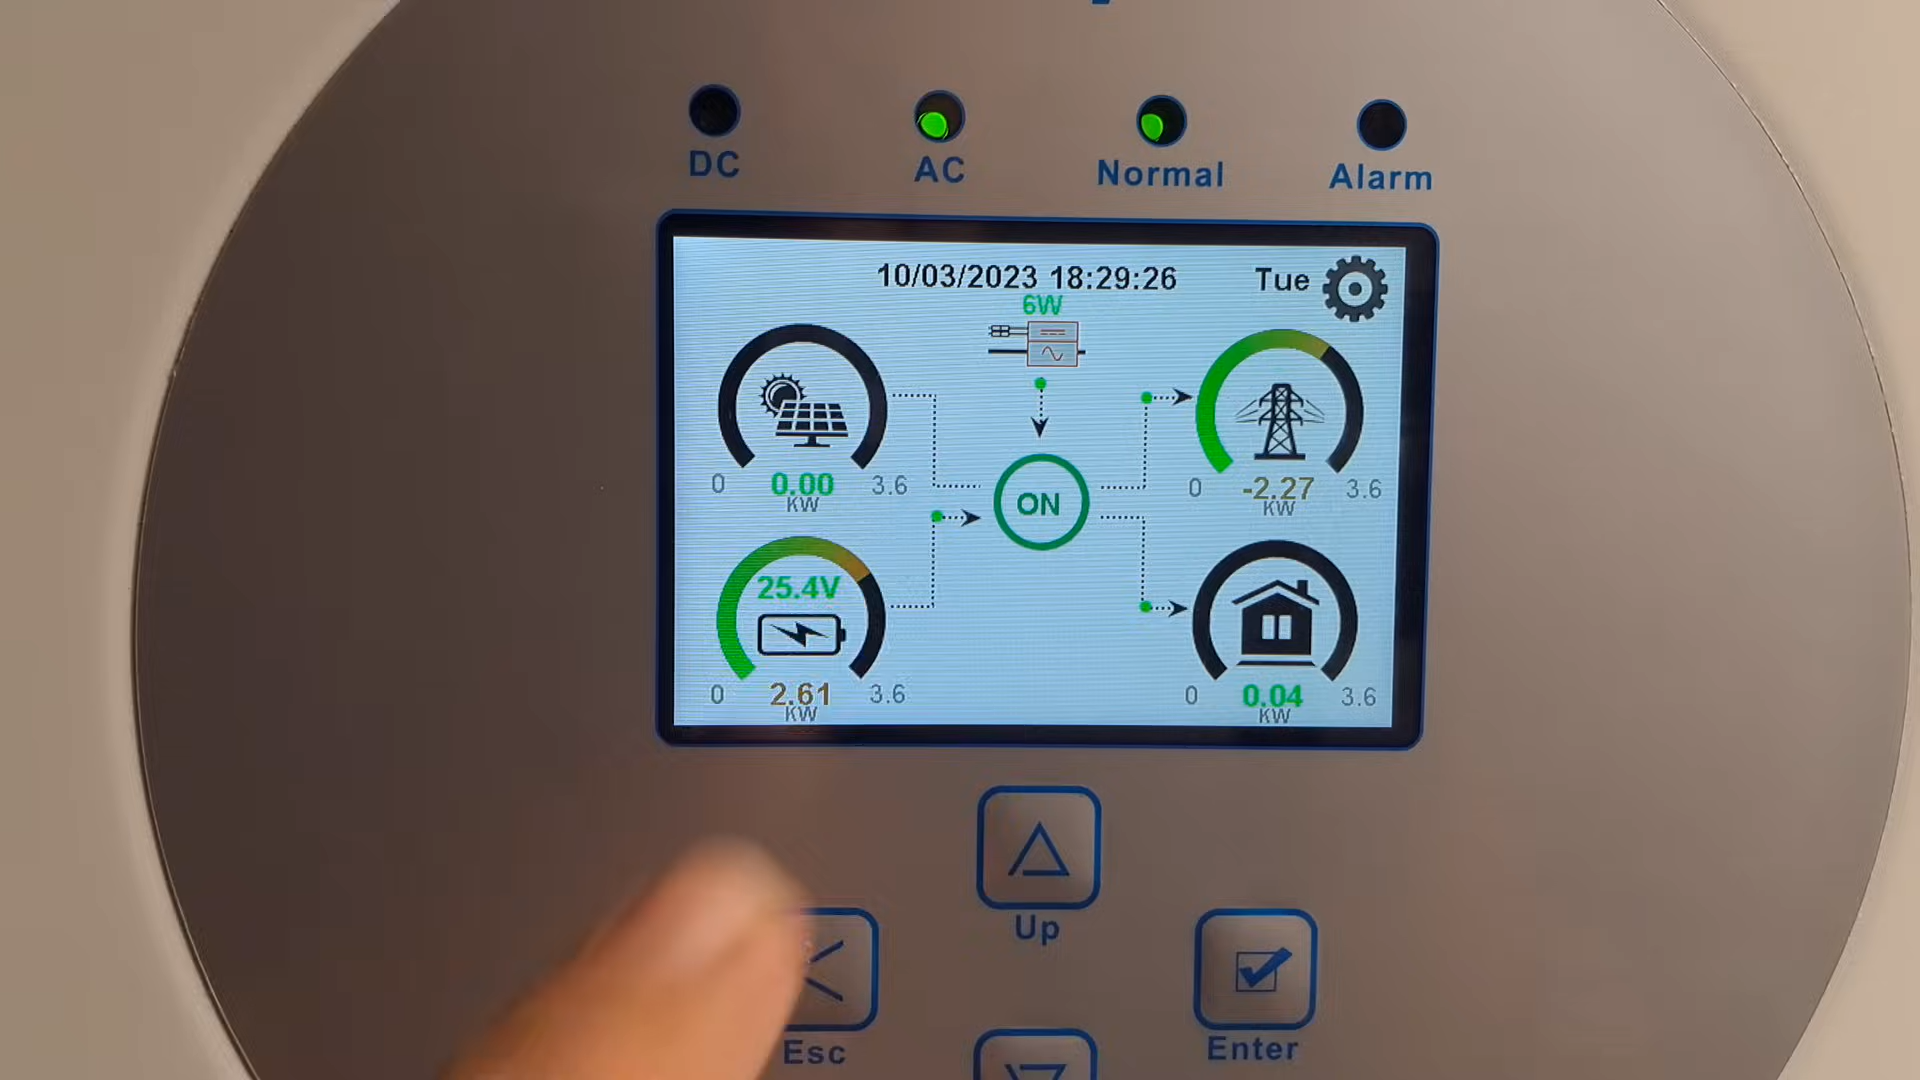 DC AC Normal Alarm
10/03/2023 18:29:26 Tue
6W
0 0.00 3.6
KW
0 -2.27 3.6
KW
ON
25.4V
0 2.61 3.6
KW
0 0.04 3.6
KW
Up
Esc
Enter